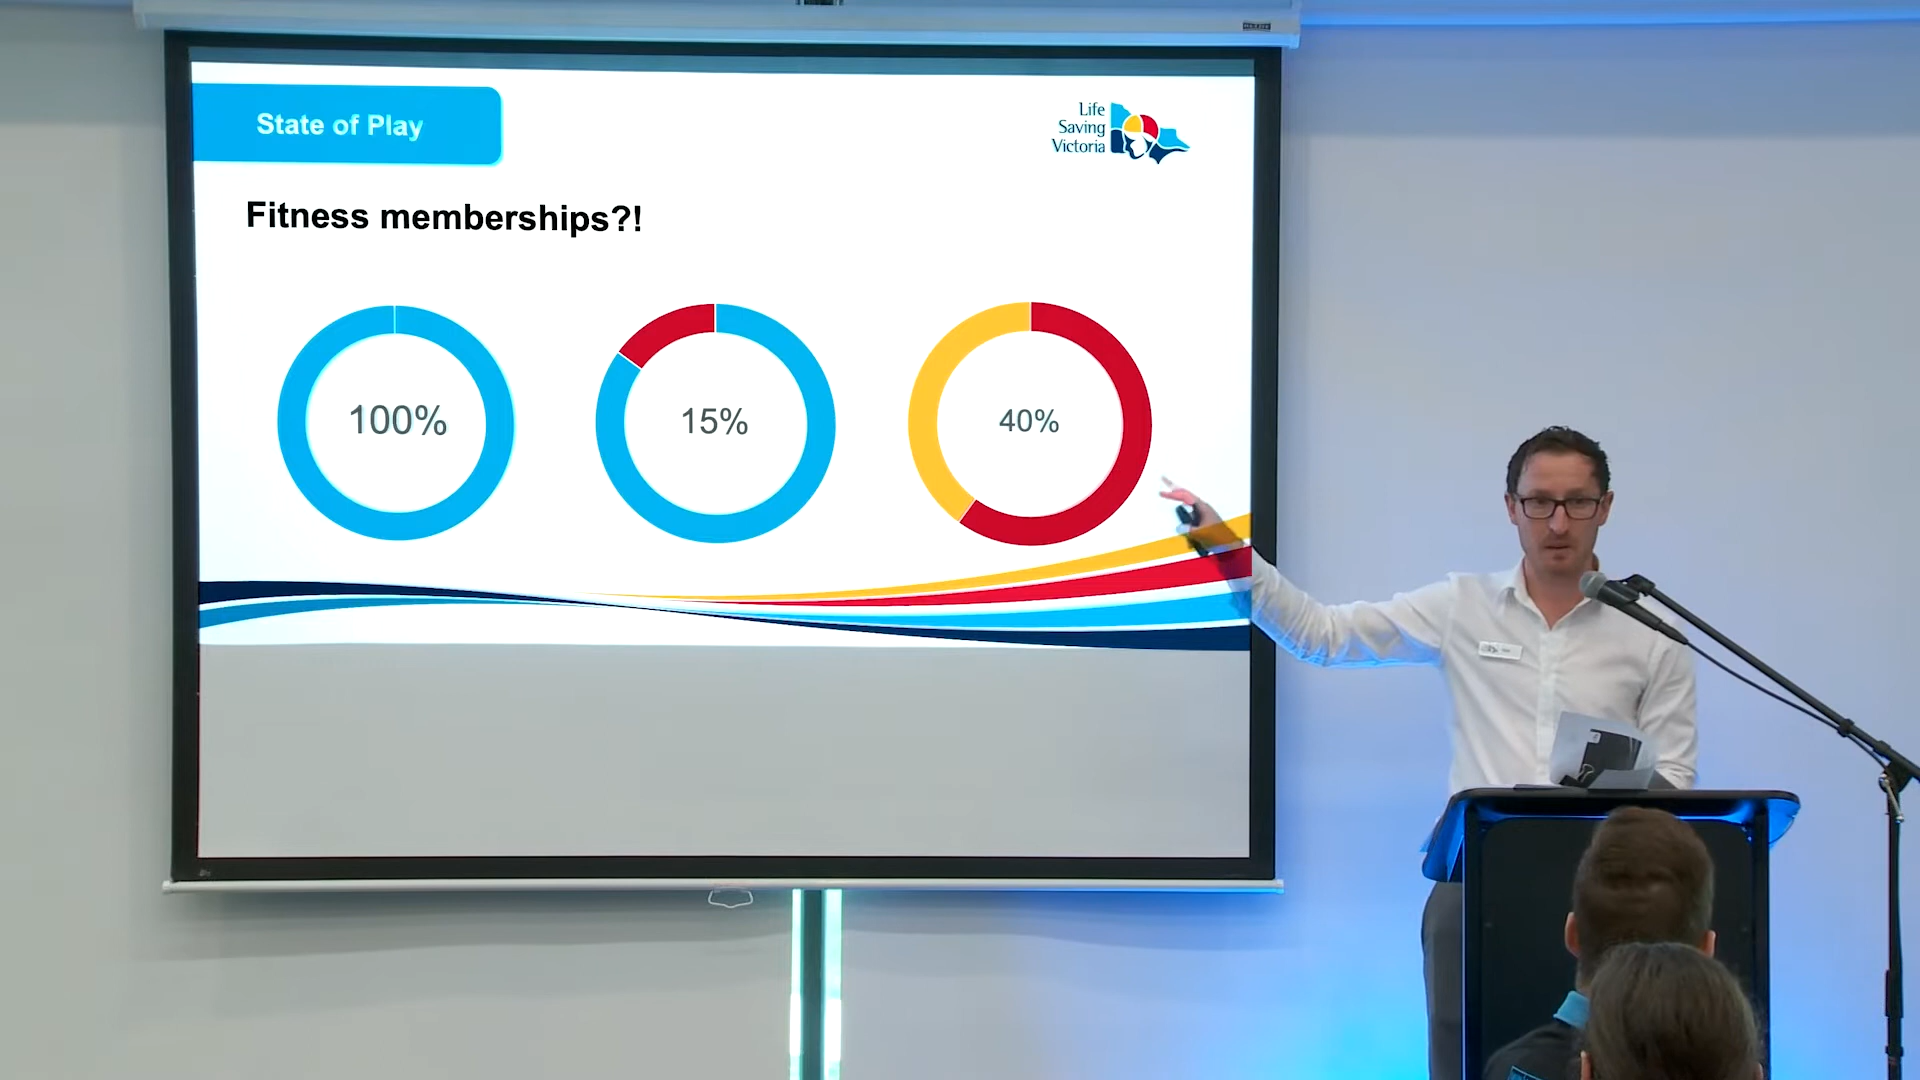 State of Play
Life
Saving
Victoria
Fitness memberships?!
100%
15%
40%